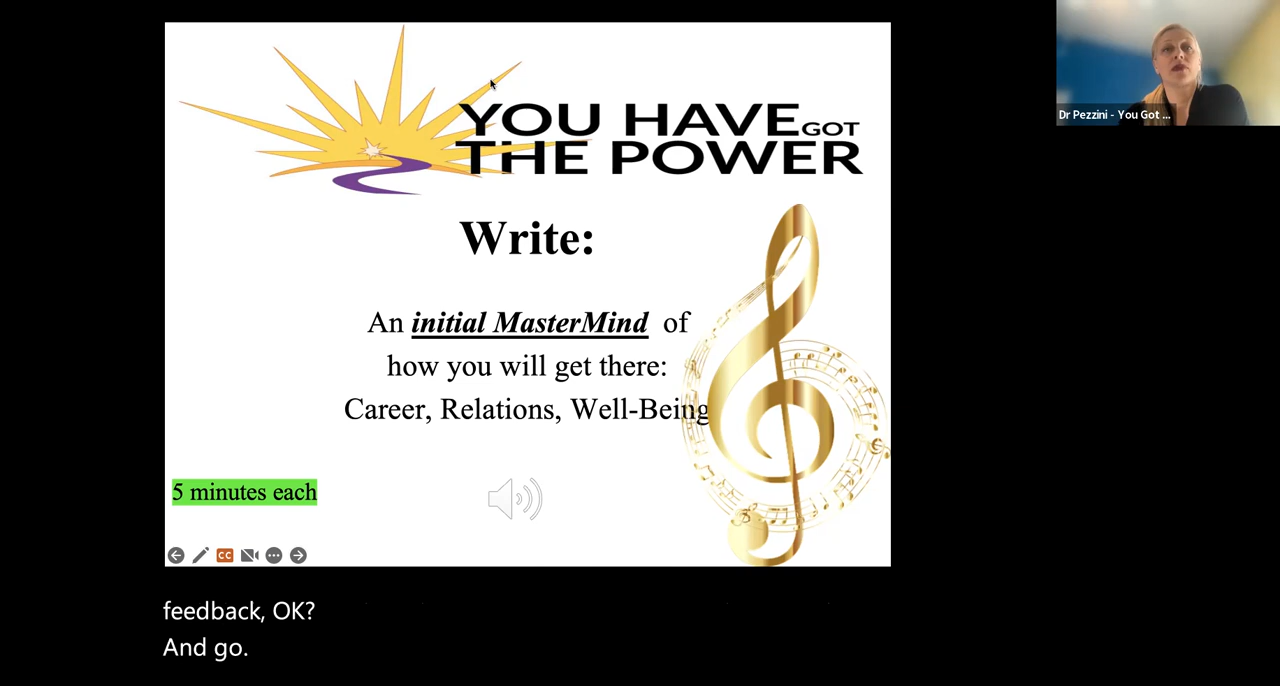 YOU HAVE GOT
THE POWER
Dr Pezzini - You Got ...
Write:
An initial MasterMind of
how you will get there:
Career, Relations, Well-Being
5 minutes each
CC
feedback, OK?
And go.